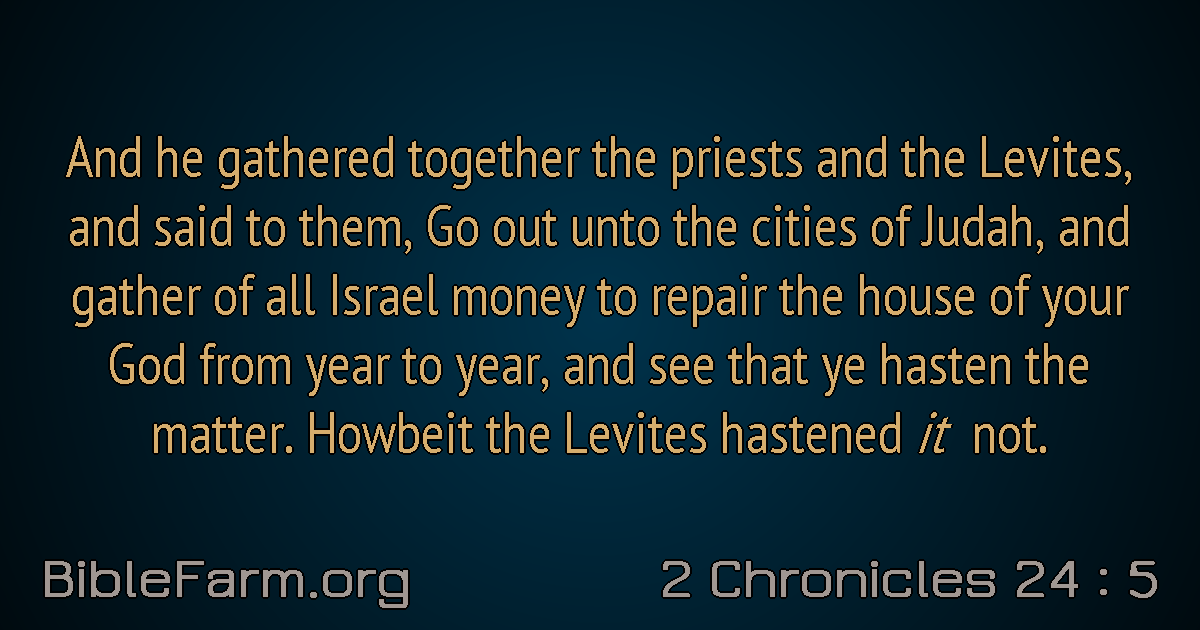 And he gathered together the priests and the Levites,
and said to them, Go out unto the cities of Judah, and
gather of all Israel money to repair the house of your
God from year to year, and see that ye hasten the
matter. Howbeit the Levites hastened it not.
BibleFarm.org
2 Chronicles 24 : 5